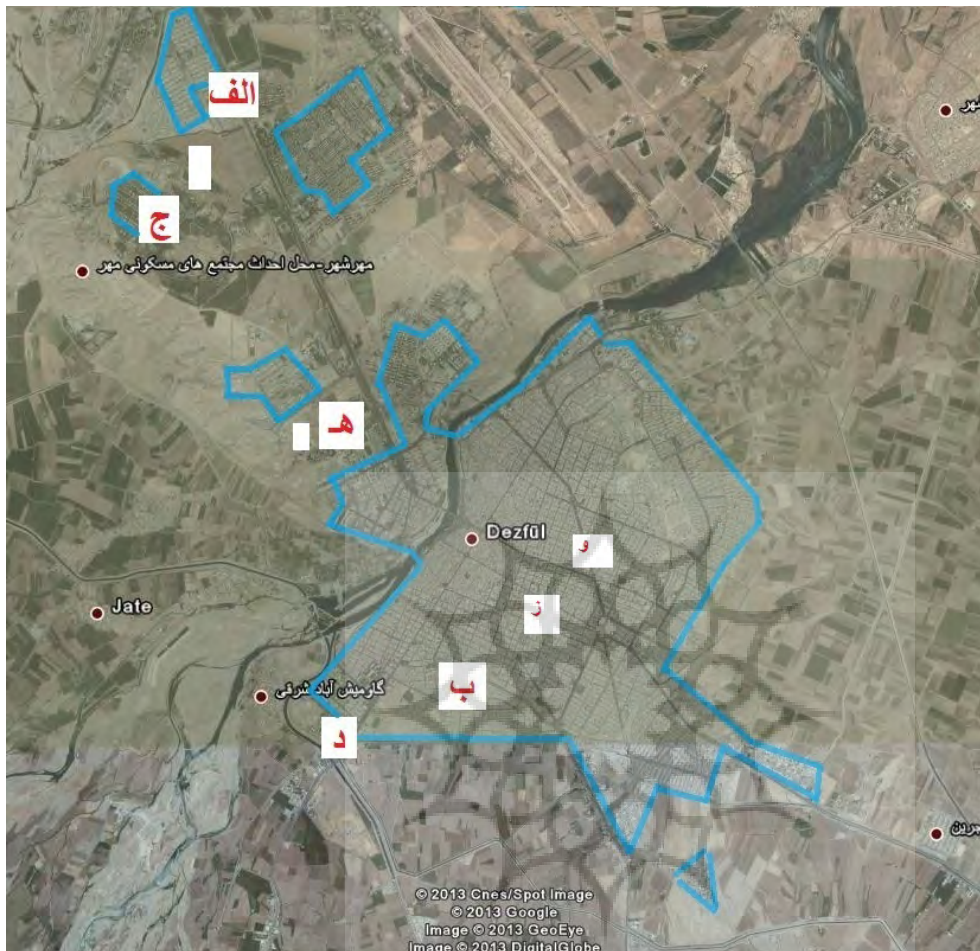 الف
شهر
ج
مهرشهر-محل احداث مجتمع های مسکونی مهر
هـ
Dezfūl
و
ز
Jate
ب
گاومیش آباد شرقی
د
© 2013 Cnes/Spot Image
© 2013 Google
Image © 2013 GeoEye
Image © 2013 DigitalGlobe